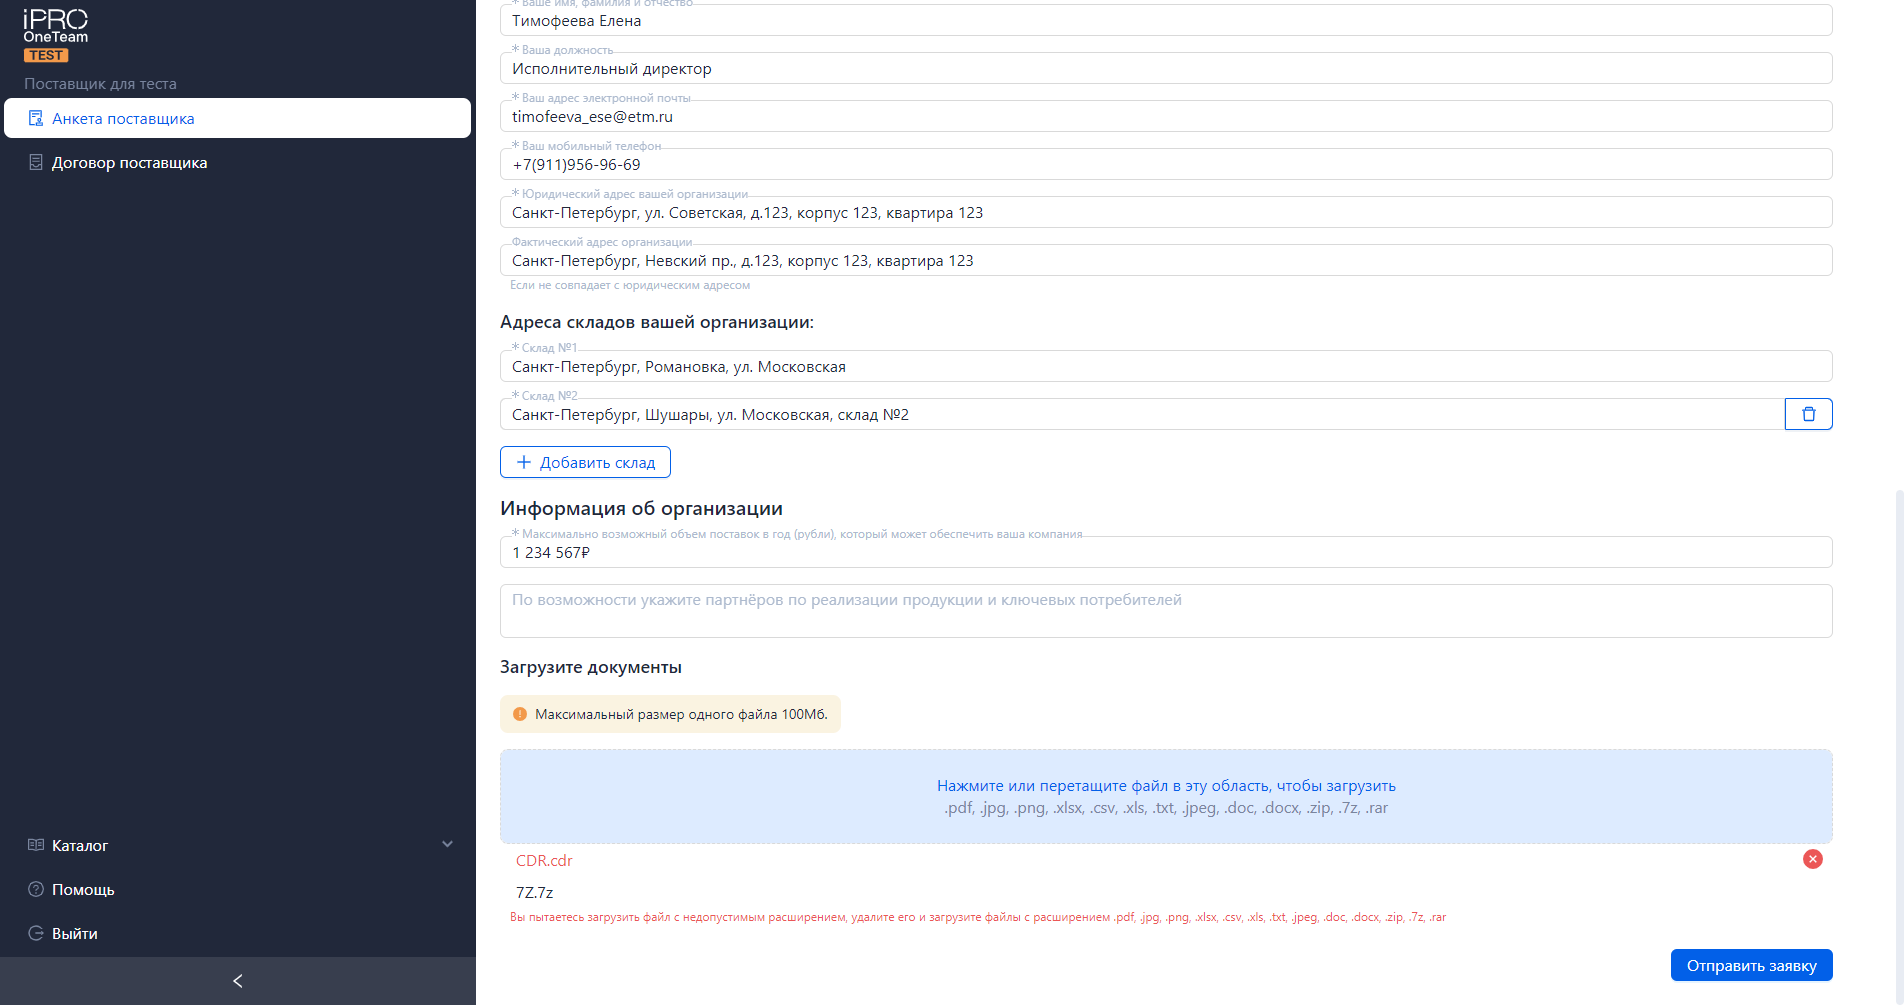 iPRO
OneTeam
TEST
Поставщик для теста
Анкета поставщика
Договор поставщика
Каталог
Помощь
Выйти
* Ваше имя, фамилия и отчество
Тимофеева Елена
* Ваша должность
Исполнительный директор
* Ваш адрес электронной почты
timofeeva_ese@etm.ru
* Ваш мобильный телефон
+7(911)956-96-69
* Юридический адрес вашей организации
Санкт-Петербург, ул. Советская, д.123, корпус 123, квартира 123
Фактический адрес организации
Санкт-Петербург, Невский пр., д.123, корпус 123, квартира 123
Если не совпадает с юридическим адресом
Адреса складов вашей организации:
* Склад №1
Санкт-Петербург, Романовка, ул. Московская
* Склад №2
Санкт-Петербург, Шушары, ул. Московская, склад №2
Добавить склад
Информация об организации
* Максимально возможный объем поставок в год (рубли), который может обеспечить ваша компания
1 234 567₽
По возможности укажите партнёров по реализации продукции и ключевых потребителей
Загрузите документы
Максимальный размер одного файла 100Мб.
Нажмите или перетащите файл в эту область, чтобы загрузить
.pdf, .jpg, .png, .xlsx, .csv, .xls, .txt, .jpeg, .doc, .docx, .zip, .7z, .rar
CDR.cdr
7Z.7z
Вы пытаетесь загрузить файл с недопустимым расширением, удалите его и загрузите файлы с расширением .pdf, .jpg, .png, .xlsx, .csv, .xls, .txt, .jpeg, .doc, .docx, .zip, .7z, .rar
Отправить заявку